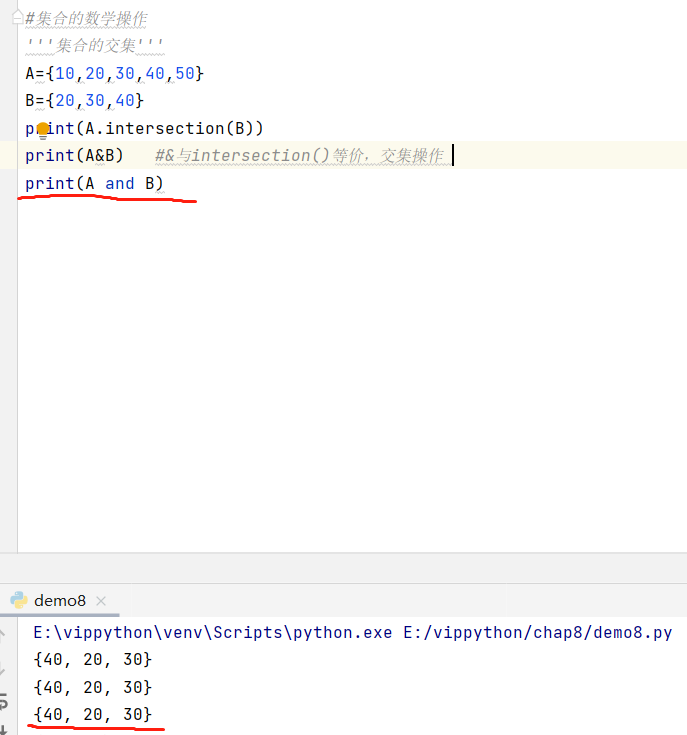 #集合的数学操作
'''集合的交集'''
A={10,20,30,40,50}
B={20,30,40}
print(A.intersection(B))
print(A&B)   #&与intersection()等价，交集操作
print(A and B)
demo8
E:\vippython\venv\Scripts\python.exe E:/vippython/chap8/demo8.py
{40, 20, 30}
{40, 20, 30}
{40, 20, 30}